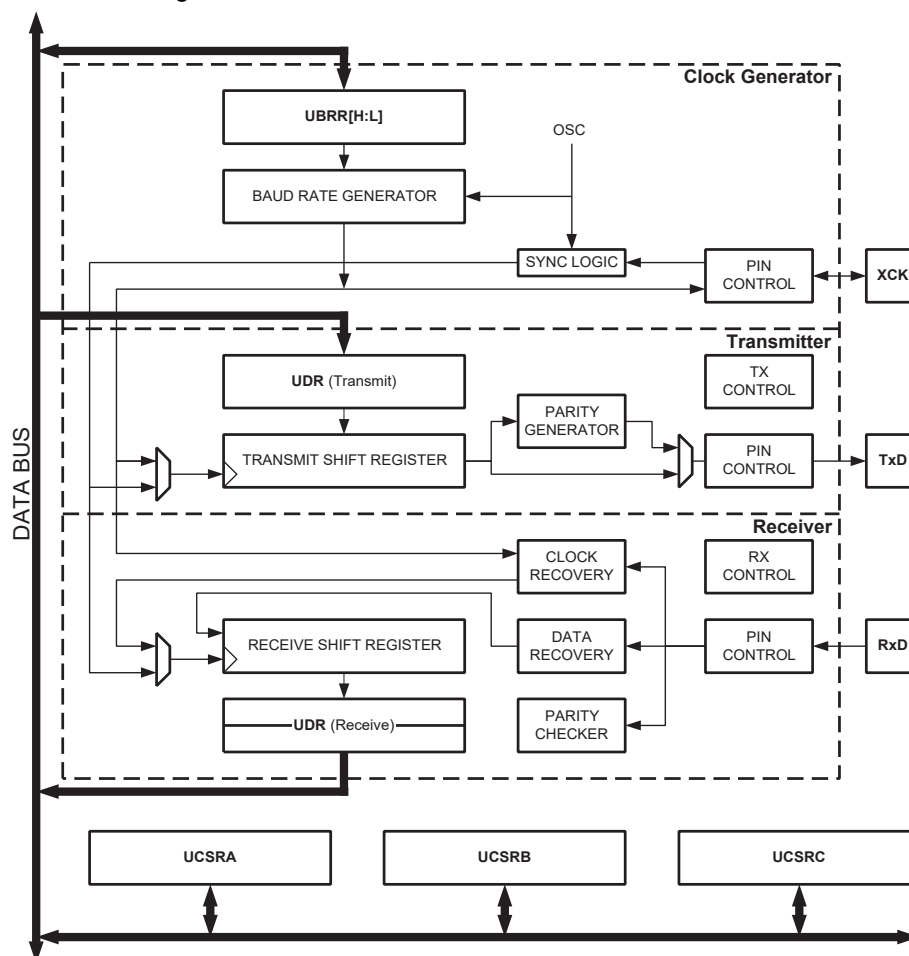 Clock Generator
UBRR[H:L]
OSC
BAUD RATE GENERATOR
SYNC LOGIC
PIN
CONTROL
XCK
Transmitter
UDR (Transmit)
TX
CONTROL
PARITY
GENERATOR
TRANSMIT SHIFT REGISTER
PIN
CONTROL
TxD
DATA BUS
Receiver
CLOCK
RECOVERY
RX
CONTROL
RECEIVE SHIFT REGISTER
DATA
RECOVERY
PIN
CONTROL
RxD
UDR (Receive)
PARITY
CHECKER
UCSRA
UCSRB
UCSRC